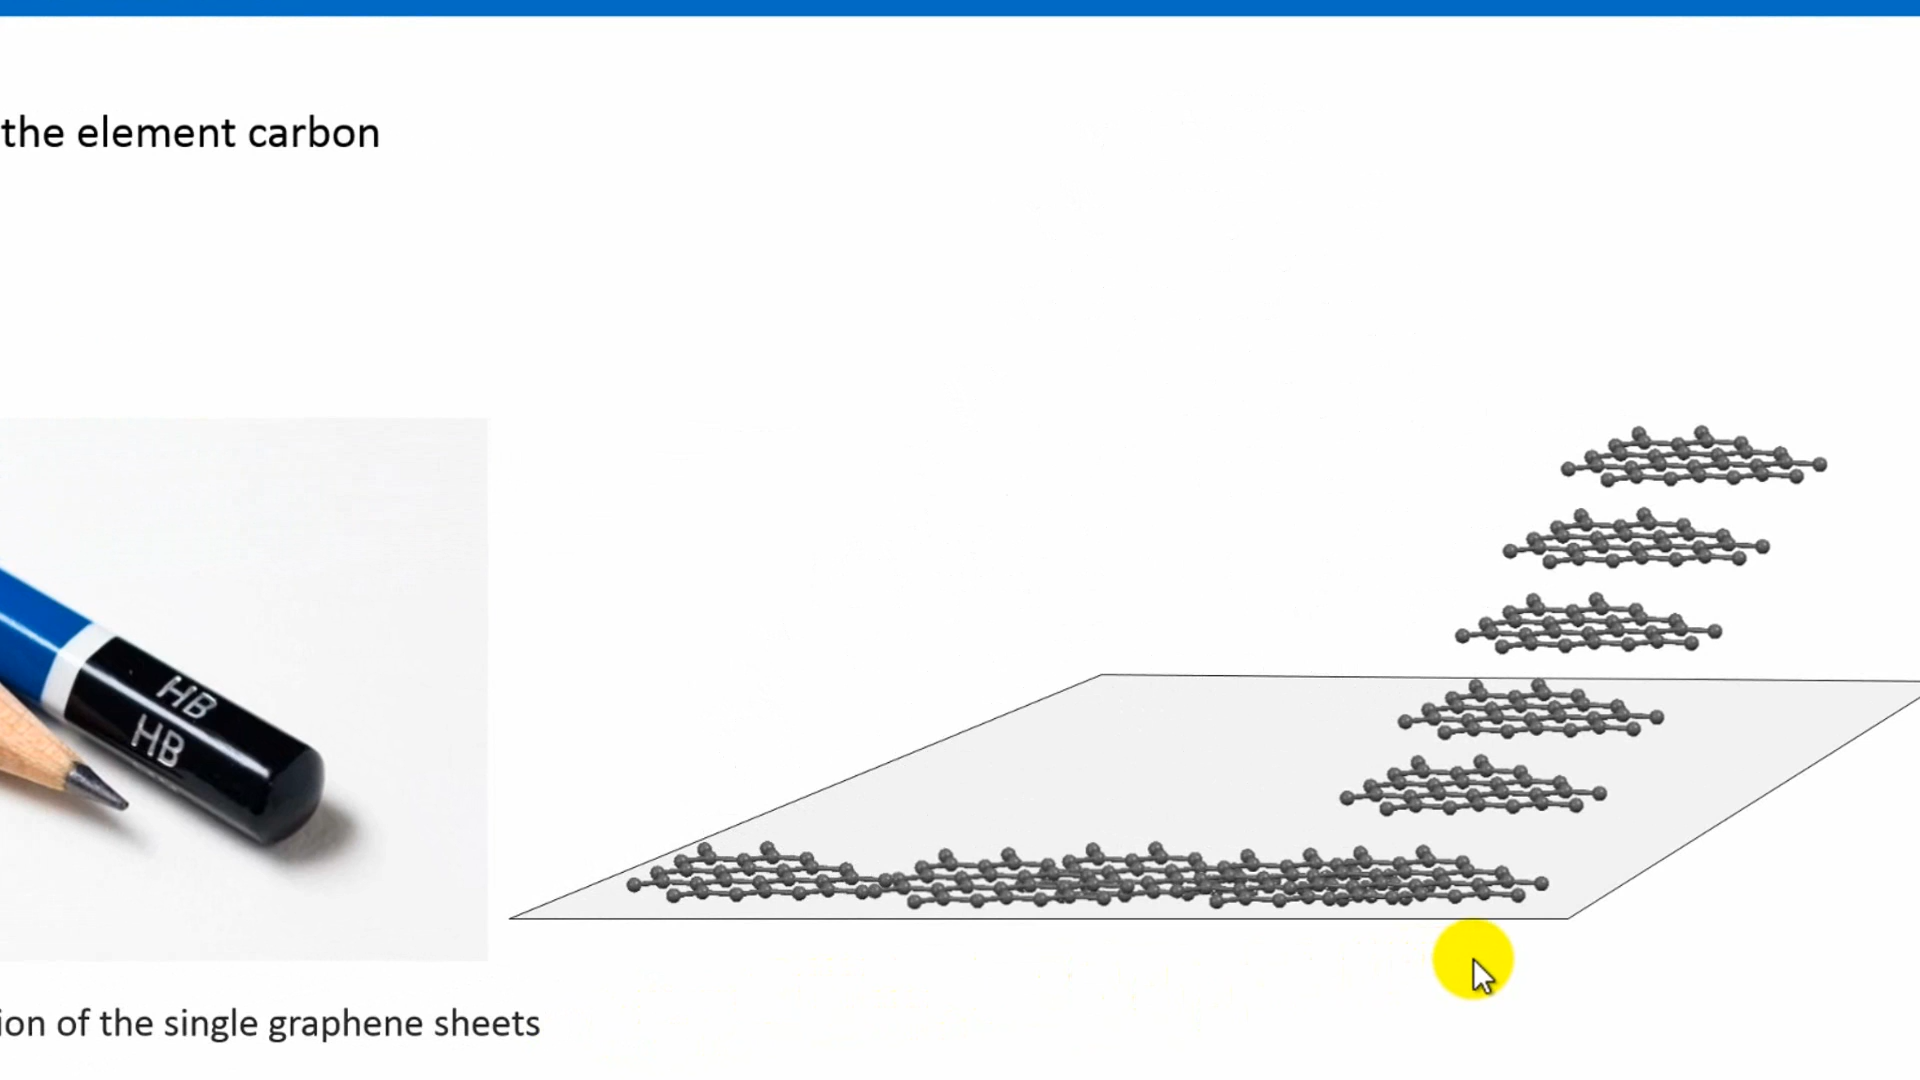 the element carbon
HB
HB
ion of the single graphene sheets